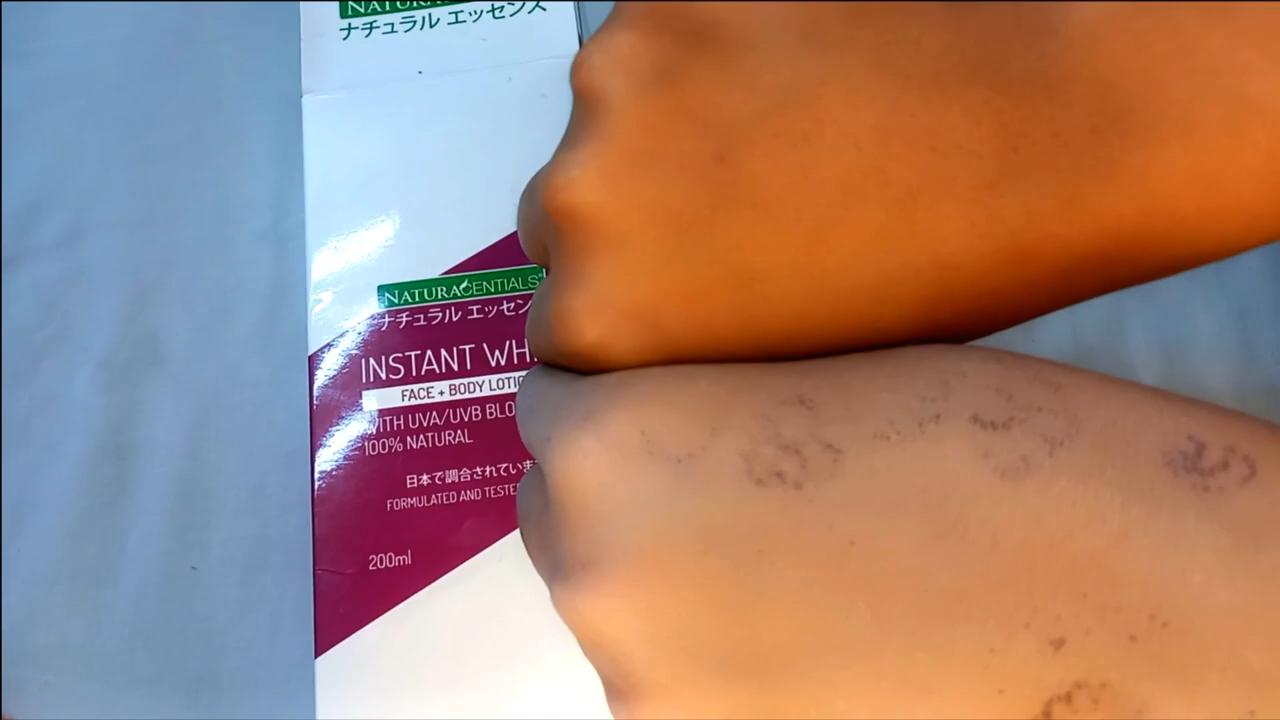 ナチュラル エッセンス
NATURACENTIALS®
ナチュラル エッセン
INSTANT WH
FACE + BODY LOTIO
WITH UVA/UVB BLO
100% NATURAL
日本で調合されていま
FORMULATED AND TESTE
200ml